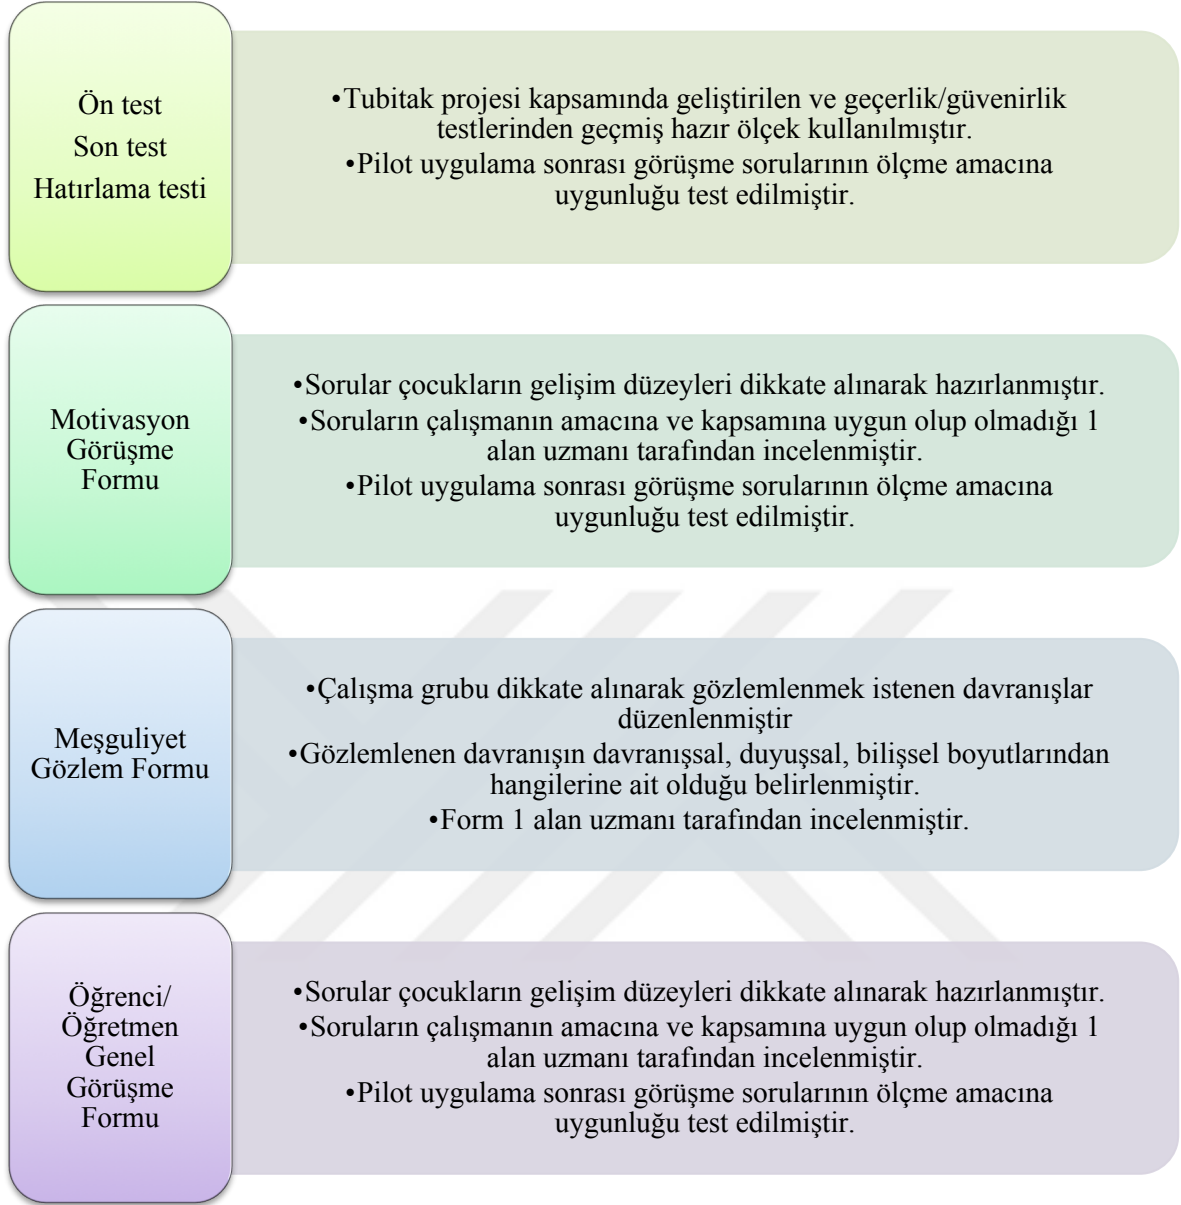 Ön test
Son test
Hatırlama testi
•Tubitak projesi kapsamında geliştirilen ve geçerlik/güvenirlik
testlerinden geçmiş hazır ölçek kullanılmıştır.
•Pilot uygulama sonrası görüşme sorularının ölçme amacına
uygunluğu test edilmiştir.
Motivasyon
Görüşme
Formu
•Sorular çocukların gelişim düzeyleri dikkate alınarak hazırlanmıştır.
•Soruların çalışmanın amacına ve kapsamına uygun olup olmadığı 1
alan uzmanı tarafından incelenmiştir.
•Pilot uygulama sonrası görüşme sorularının ölçme amacına
uygunluğu test edilmiştir.
Meşguliyet
Gözlem Formu
•Çalışma grubu dikkate alınarak gözlemlenmek istenen davranışlar
düzenlenmiştir
•Gözlemlenen davranışın davranışsal, duyuşsal, bilişsel boyutlarından
hangilerine ait olduğu belirlenmiştir.
•Form 1 alan uzmanı tarafından incelenmiştir.
Öğrenci/
Öğretmen
Genel
Görüşme
Formu
•Sorular çocukların gelişim düzeyleri dikkate alınarak hazırlanmıştır.
•Soruların çalışmanın amacına ve kapsamına uygun olup olmadığı 1
alan uzmanı tarafından incelenmiştir.
•Pilot uygulama sonrası görüşme sorularının ölçme amacına
uygunluğu test edilmiştir.